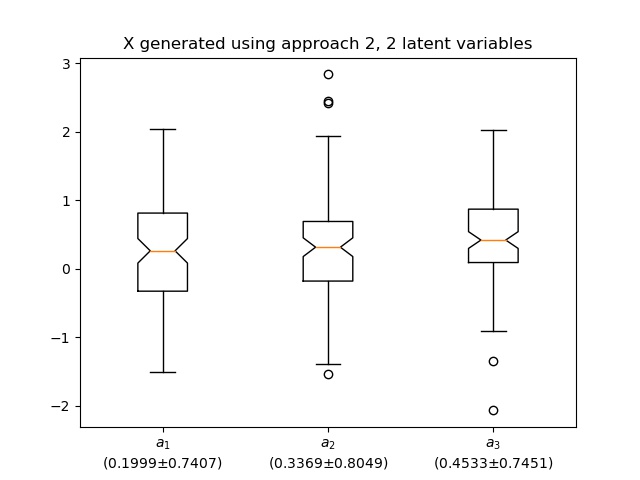 X generated using approach 2, 2 latent variables
3
2
1
0
−1
−2
a₁ a₂ a₃
(0.1999±0.7407) (0.3369±0.8049) (0.4533±0.7451)